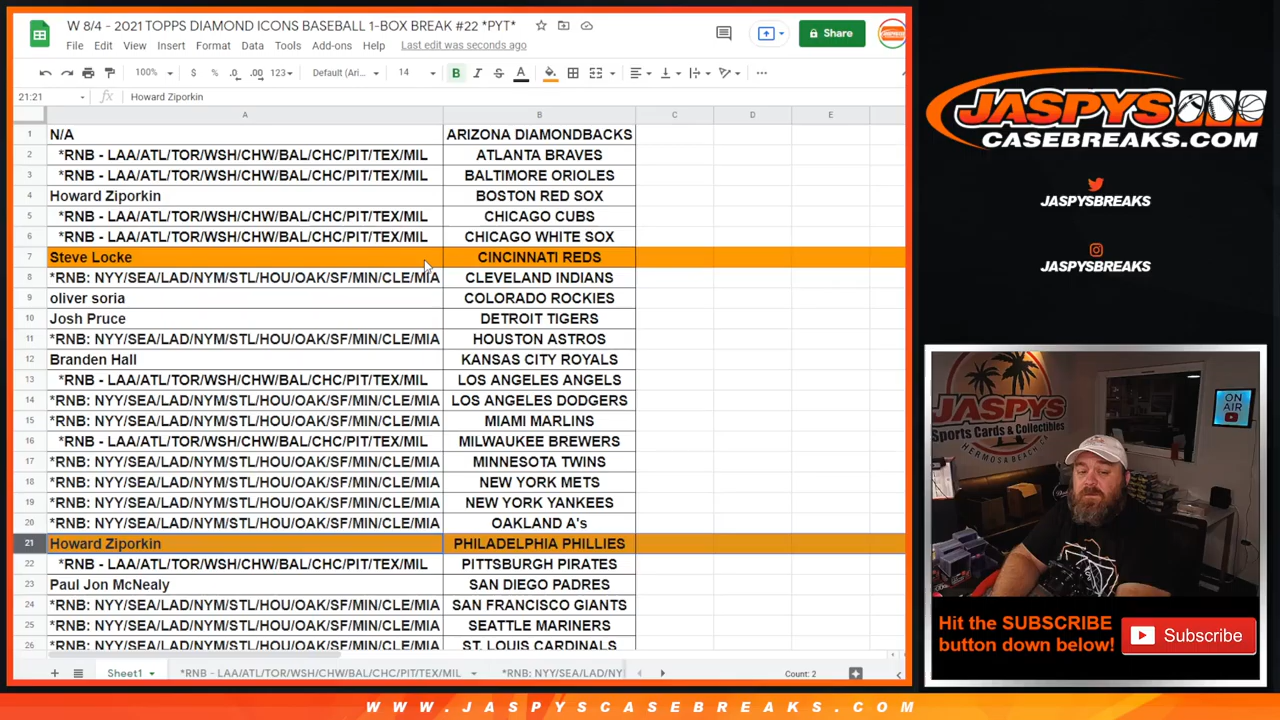 W 8/4 - 2021 TOPPS DIAMOND ICONS BASEBALL 1-BOX BREAK #22 *PYT*
File Edit View Insert Format Data Tools Add-ons Help Last edit was seconds ago
Share
100% $ % .0 .00 123 Default (Ari... 14 B I S A
21:21 fx Howard Ziporkin
A B C D E
1 N/A ARIZONA DIAMONDBACKS
2 *RNB - LAA/ATL/TOR/WSH/CHW/BAL/CHC/PIT/TEX/MIL ATLANTA BRAVES
3 *RNB - LAA/ATL/TOR/WSH/CHW/BAL/CHC/PIT/TEX/MIL BALTIMORE ORIOLES
4 Howard Ziporkin BOSTON RED SOX
5 *RNB - LAA/ATL/TOR/WSH/CHW/BAL/CHC/PIT/TEX/MIL CHICAGO CUBS
6 *RNB - LAA/ATL/TOR/WSH/CHW/BAL/CHC/PIT/TEX/MIL CHICAGO WHITE SOX
7 Steve Locke CINCINNATI REDS
8 *RNB: NYY/SEA/LAD/NYM/STL/HOU/OAK/SF/MIN/CLE/MIA CLEVELAND INDIANS
9 oliver soria COLORADO ROCKIES
10 Josh Pruce DETROIT TIGERS
11 *RNB: NYY/SEA/LAD/NYM/STL/HOU/OAK/SF/MIN/CLE/MIA HOUSTON ASTROS
12 Branden Hall KANSAS CITY ROYALS
13 *RNB - LAA/ATL/TOR/WSH/CHW/BAL/CHC/PIT/TEX/MIL LOS ANGELES ANGELS
14 *RNB: NYY/SEA/LAD/NYM/STL/HOU/OAK/SF/MIN/CLE/MIA LOS ANGELES DODGERS
15 *RNB: NYY/SEA/LAD/NYM/STL/HOU/OAK/SF/MIN/CLE/MIA MIAMI MARLINS
16 *RNB - LAA/ATL/TOR/WSH/CHW/BAL/CHC/PIT/TEX/MIL MILWAUKEE BREWERS
17 *RNB: NYY/SEA/LAD/NYM/STL/HOU/OAK/SF/MIN/CLE/MIA MINNESOTA TWINS
18 *RNB: NYY/SEA/LAD/NYM/STL/HOU/OAK/SF/MIN/CLE/MIA NEW YORK METS
19 *RNB: NYY/SEA/LAD/NYM/STL/HOU/OAK/SF/MIN/CLE/MIA NEW YORK YANKEES
20 *RNB: NYY/SEA/LAD/NYM/STL/HOU/OAK/SF/MIN/CLE/MIA OAKLAND A's
21 Howard Ziporkin PHILADELPHIA PHILLIES
22 *RNB - LAA/ATL/TOR/WSH/CHW/BAL/CHC/PIT/TEX/MIL PITTSBURGH PIRATES
23 Paul Jon McNealy SAN DIEGO PADRES
24 *RNB: NYY/SEA/LAD/NYM/STL/HOU/OAK/SF/MIN/CLE/MIA SAN FRANCISCO GIANTS
25 *RNB: NYY/SEA/LAD/NYM/STL/HOU/OAK/SF/MIN/CLE/MIA SEATTLE MARINERS
26 *RNB: NYY/SEA/LAD/NYM/STL/HOU/OAK/SF/MIN/CLE/MIA ST. LOUIS CARDINALS
Sheet1 *RNB - LAA/ATL/TOR/WSH/CHW/BAL/CHC/PIT/TEX/MIL *RNB: NYY/SEA/LAD/NY Count: 2
JASPYS
CASEBREAKS.COM
JASPYSBREAKS
JASPYSBREAKS
JASPYS
Sports Cards & Collectibles
HERMOSA BEACH CA
ON
AIR
Hit the SUBSCRIBE
button down below!
Subscribe
WWW.JASPYSCASEBREAKS.COM